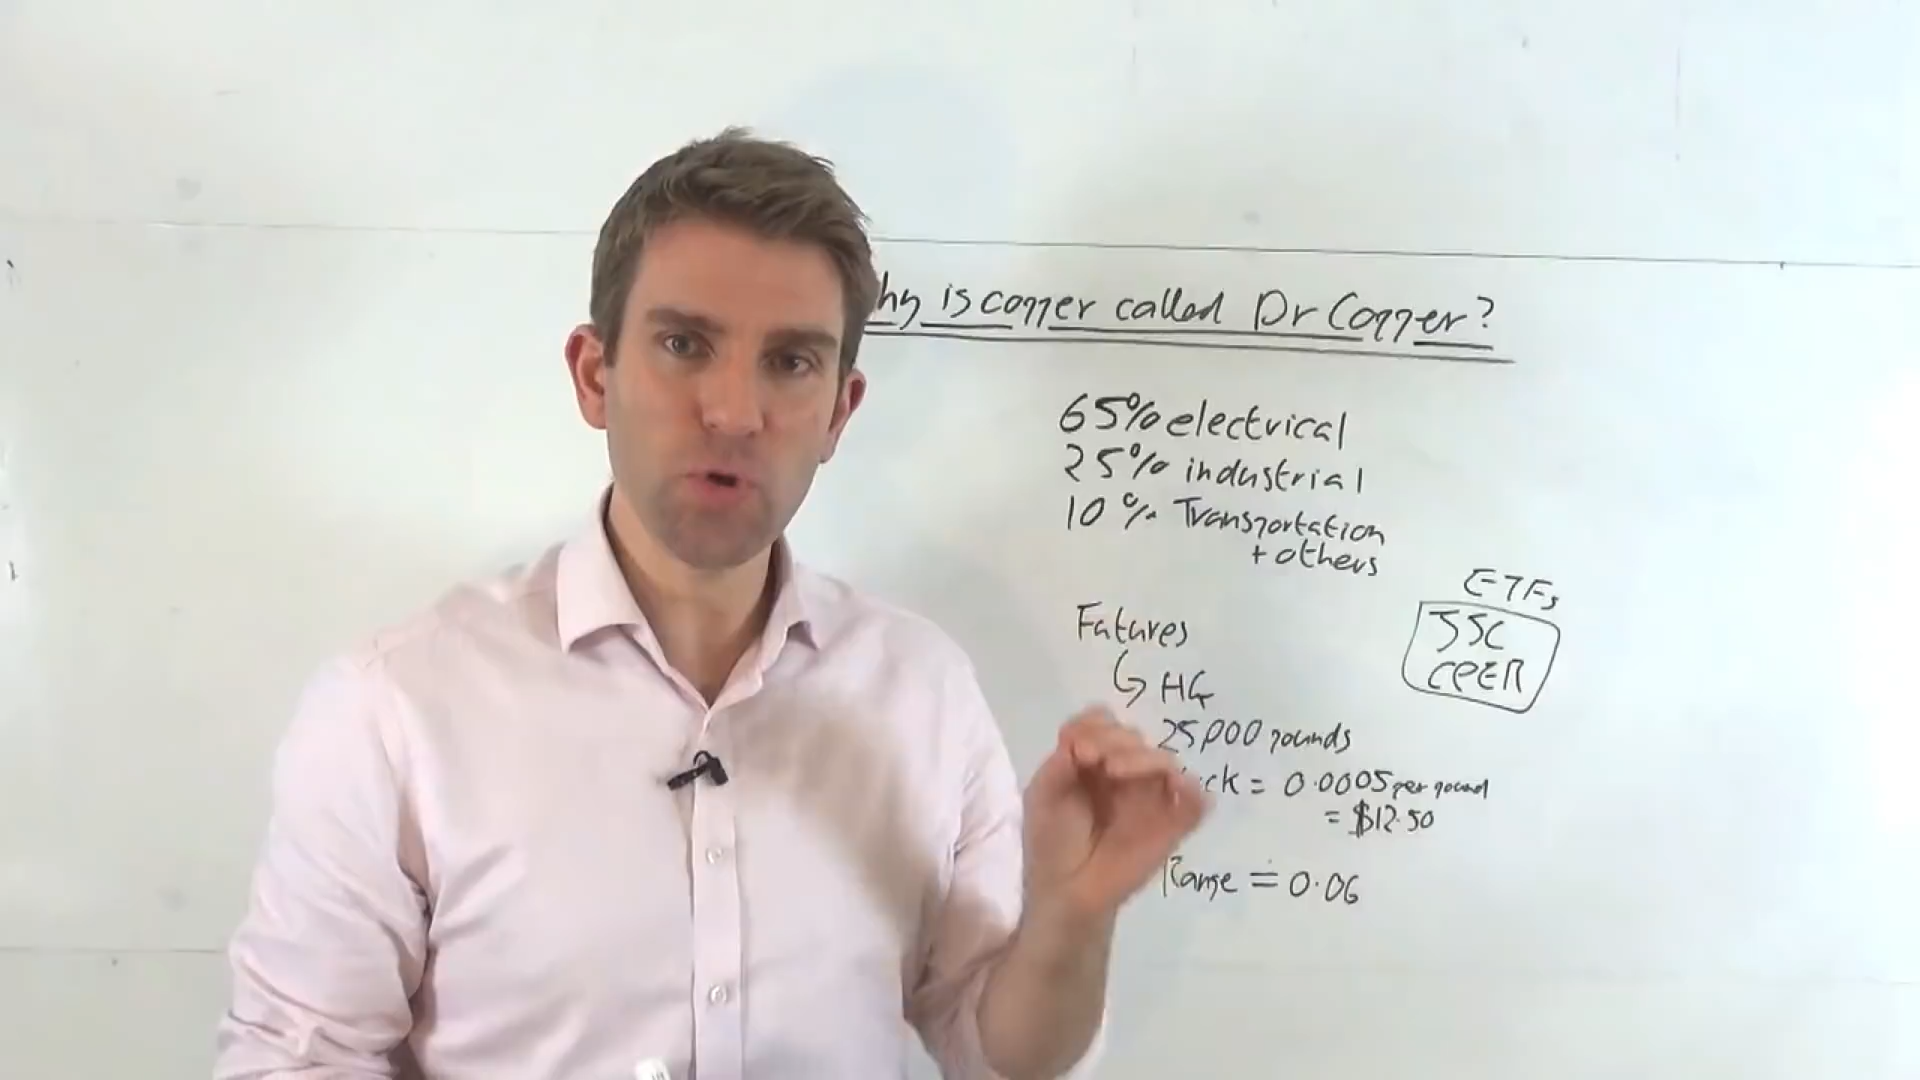 hy is copper called Dr Copper?
65% electrical
25% industrial
10% Transportation
+ others
ETFs
JJC
CPER
Futures
HG
25,000 pounds
ck = 0.0005 per pound
= $12.50
Range ≐ 0.06